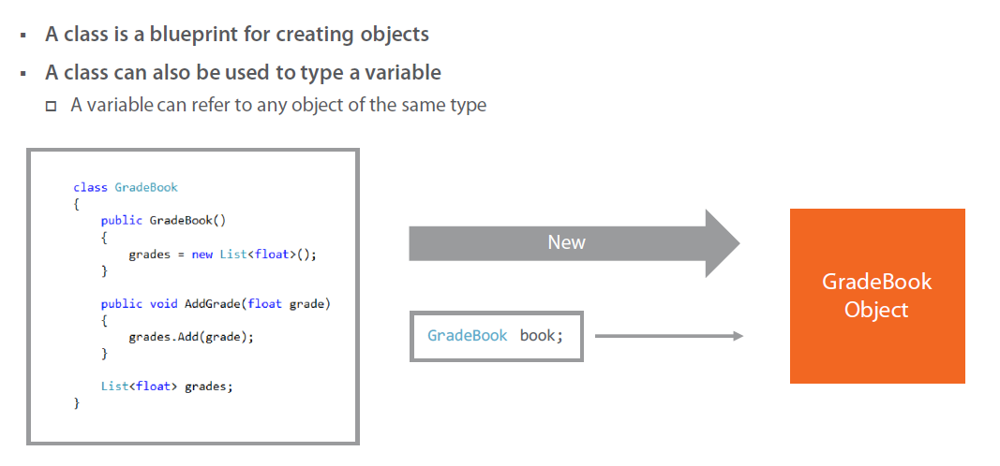 A class is a blueprint for creating objects
A class can also be used to type a variable
A variable can refer to any object of the same type
class GradeBook
{
public GradeBook()
{
grades = new List<float>();
}
public void AddGrade(float grade)
{
grades.Add(grade);
}
List<float> grades;
}
New
GradeBook book;
GradeBook
Object